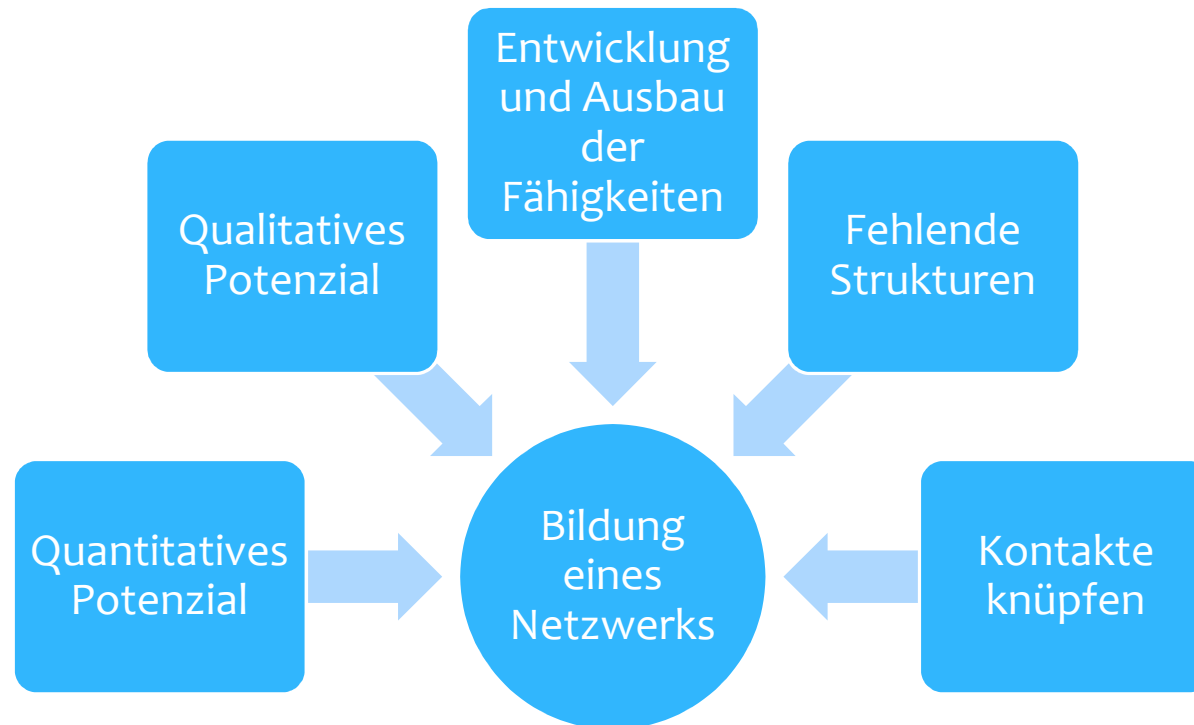 Entwicklung
und Ausbau
der
Fähigkeiten
Qualitatives
Potenzial
Fehlende
Strukturen
Quantitatives
Potenzial
Bildung
eines
Netzwerks
Kontakte
knüpfen